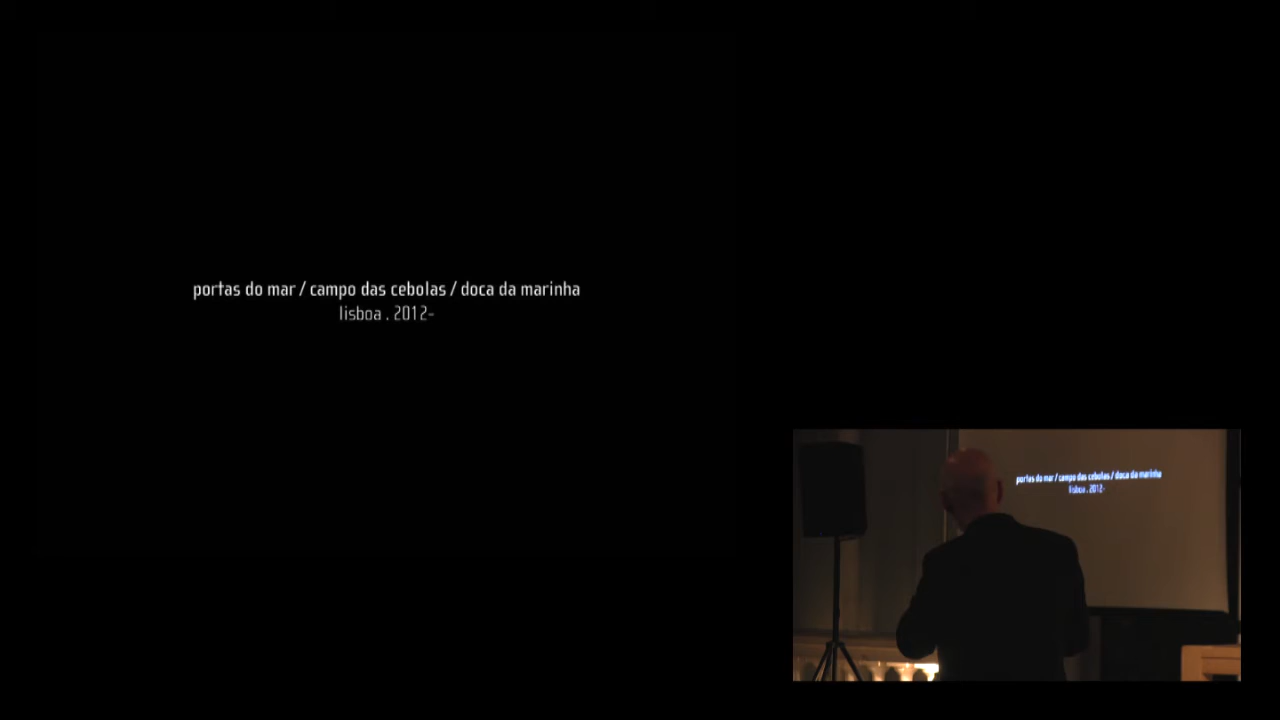 portas do mar / campo das cebolas / doca da marinha
lisboa . 2012-
portas do mar / campo das cebolas / doca da marinha
lisboa . 2012-